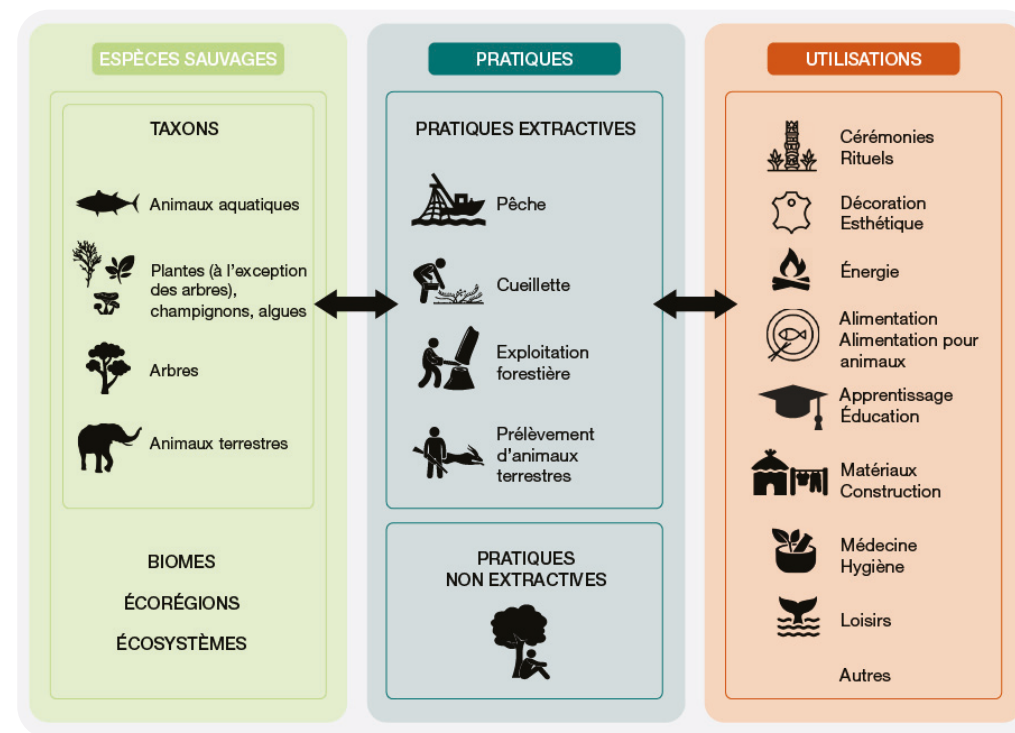 ESPÈCES SAUVAGES
TAXONS
Animaux aquatiques
Plantes (à l'exception
des arbres),
champignons, algues
Arbres
Animaux terrestres
BIOMES
ÉCORÉGIONS
ÉCOSYSTÈMES
PRATIQUES
PRATIQUES EXTRACTIVES
Pêche
Cueillette
Exploitation
forestière
Prélèvement
d'animaux
terrestres
PRATIQUES
NON EXTRACTIVES
UTILISATIONS
Cérémonies
Rituels
Décoration
Esthétique
Énergie
Alimentation
Alimentation pour
animaux
Apprentissage
Éducation
Matériaux
Construction
Médecine
Hygiène
Loisirs
Autres